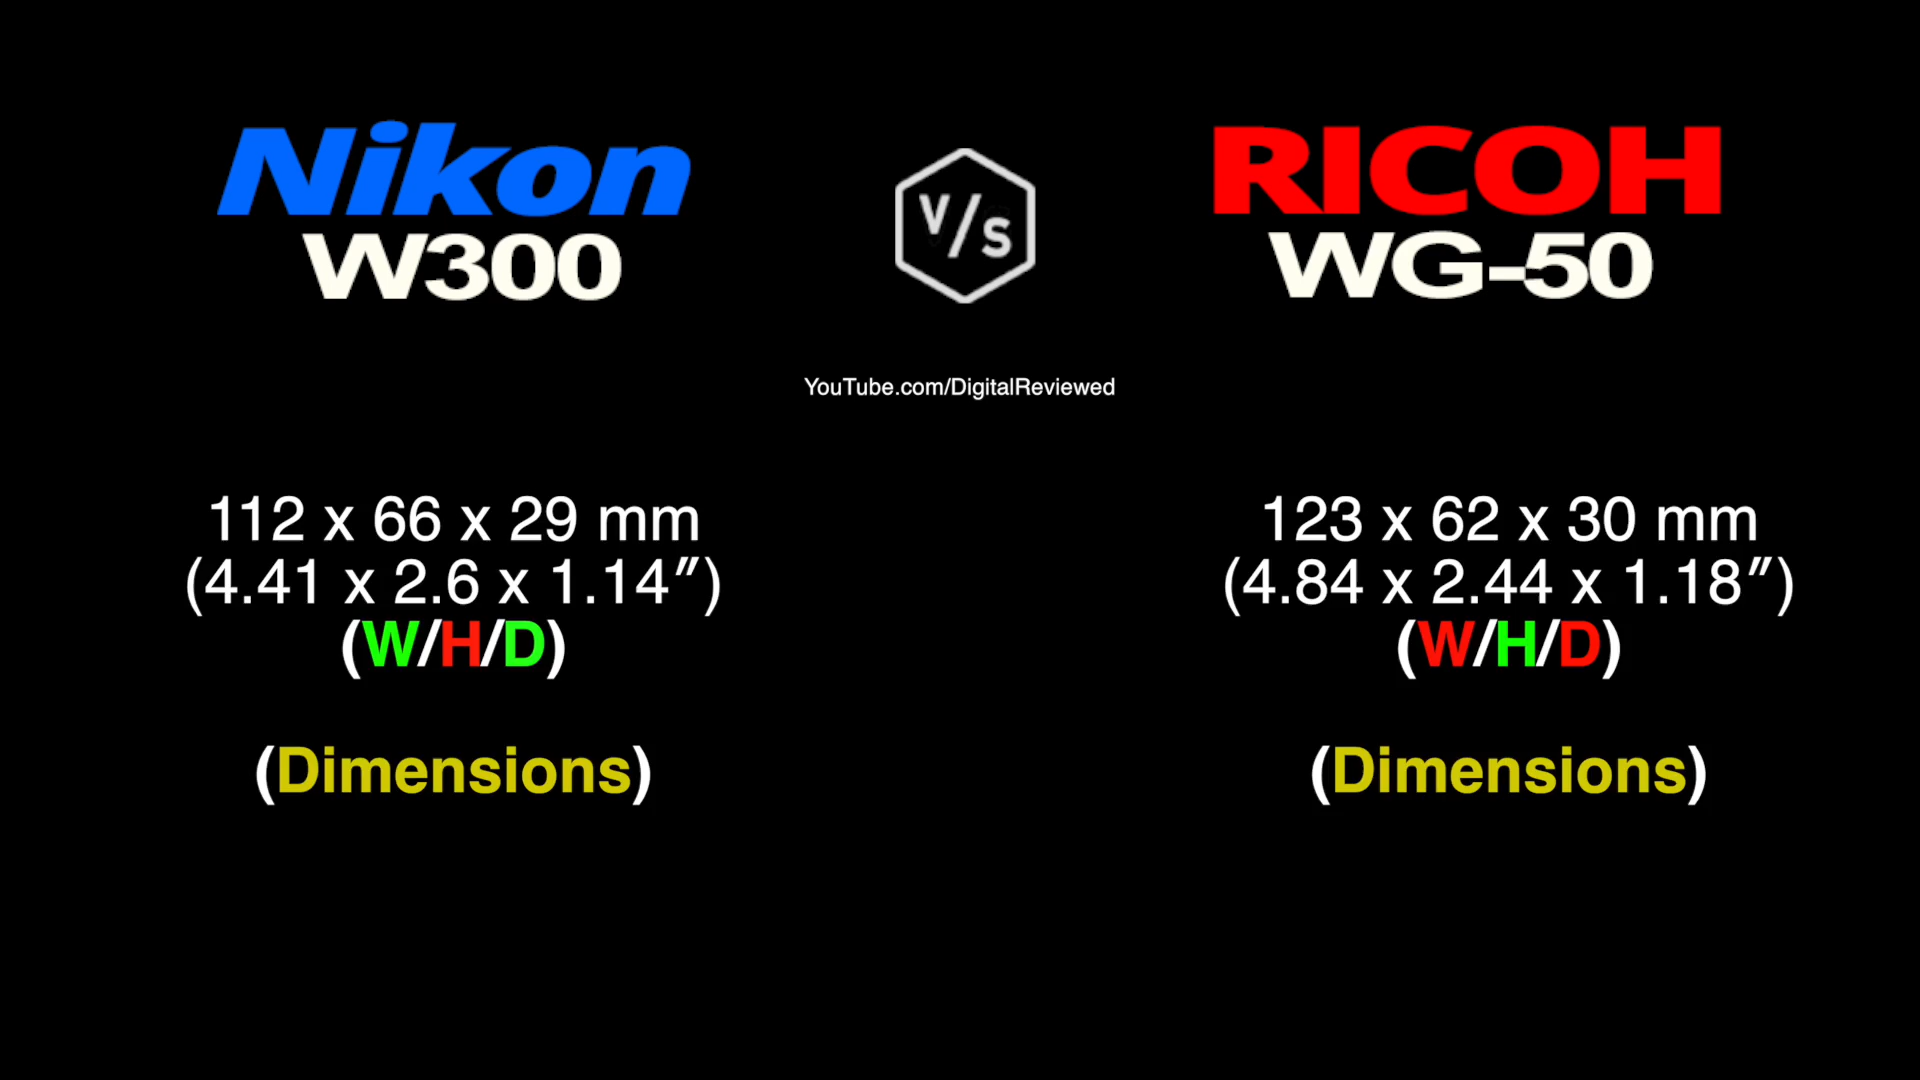 Nikon
W300
V/S
RICOH
WG-50
YouTube.com/DigitalReviewed
112 x 66 x 29 mm
(4.41 x 2.6 x 1.14″)
(W/H/D)
(Dimensions)
123 x 62 x 30 mm
(4.84 x 2.44 x 1.18″)
(W/H/D)
(Dimensions)